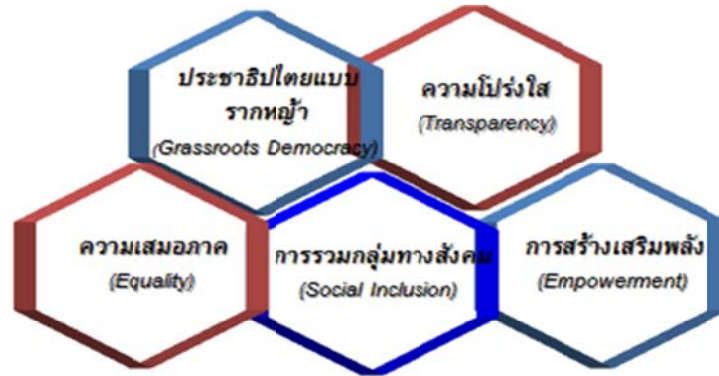 ประชาธิปไตยแบบ
รากหญ้า
(Grassroots Democracy)
ความโปร่งใส
(Transparency)
ความเสมอภาค
(Equality)
การรวมกลุ่มทางสังคม
(Social Inclusion)
การสร้างเสริมพลัง
(Empowerment)